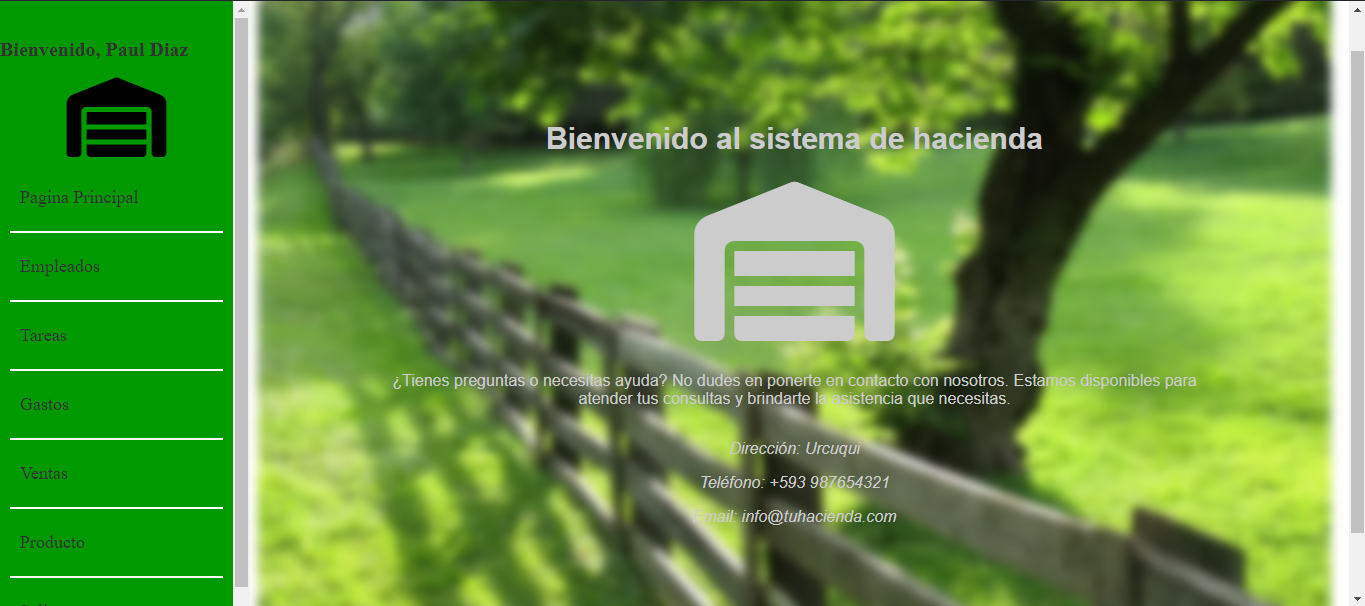 Bienvenido, Paul Diaz
Pagina Principal
Empleados
Tareas
Gastos
Ventas
Producto
Bienvenido al sistema de hacienda
¿Tienes preguntas o necesitas ayuda? No dudes en ponerte en contacto con nosotros. Estamos disponibles para
atender tus consultas y brindarte la asistencia que necesitas.
Dirección: Urcuqui
Teléfono: +593 987654321
Email: info@tuhacienda.com